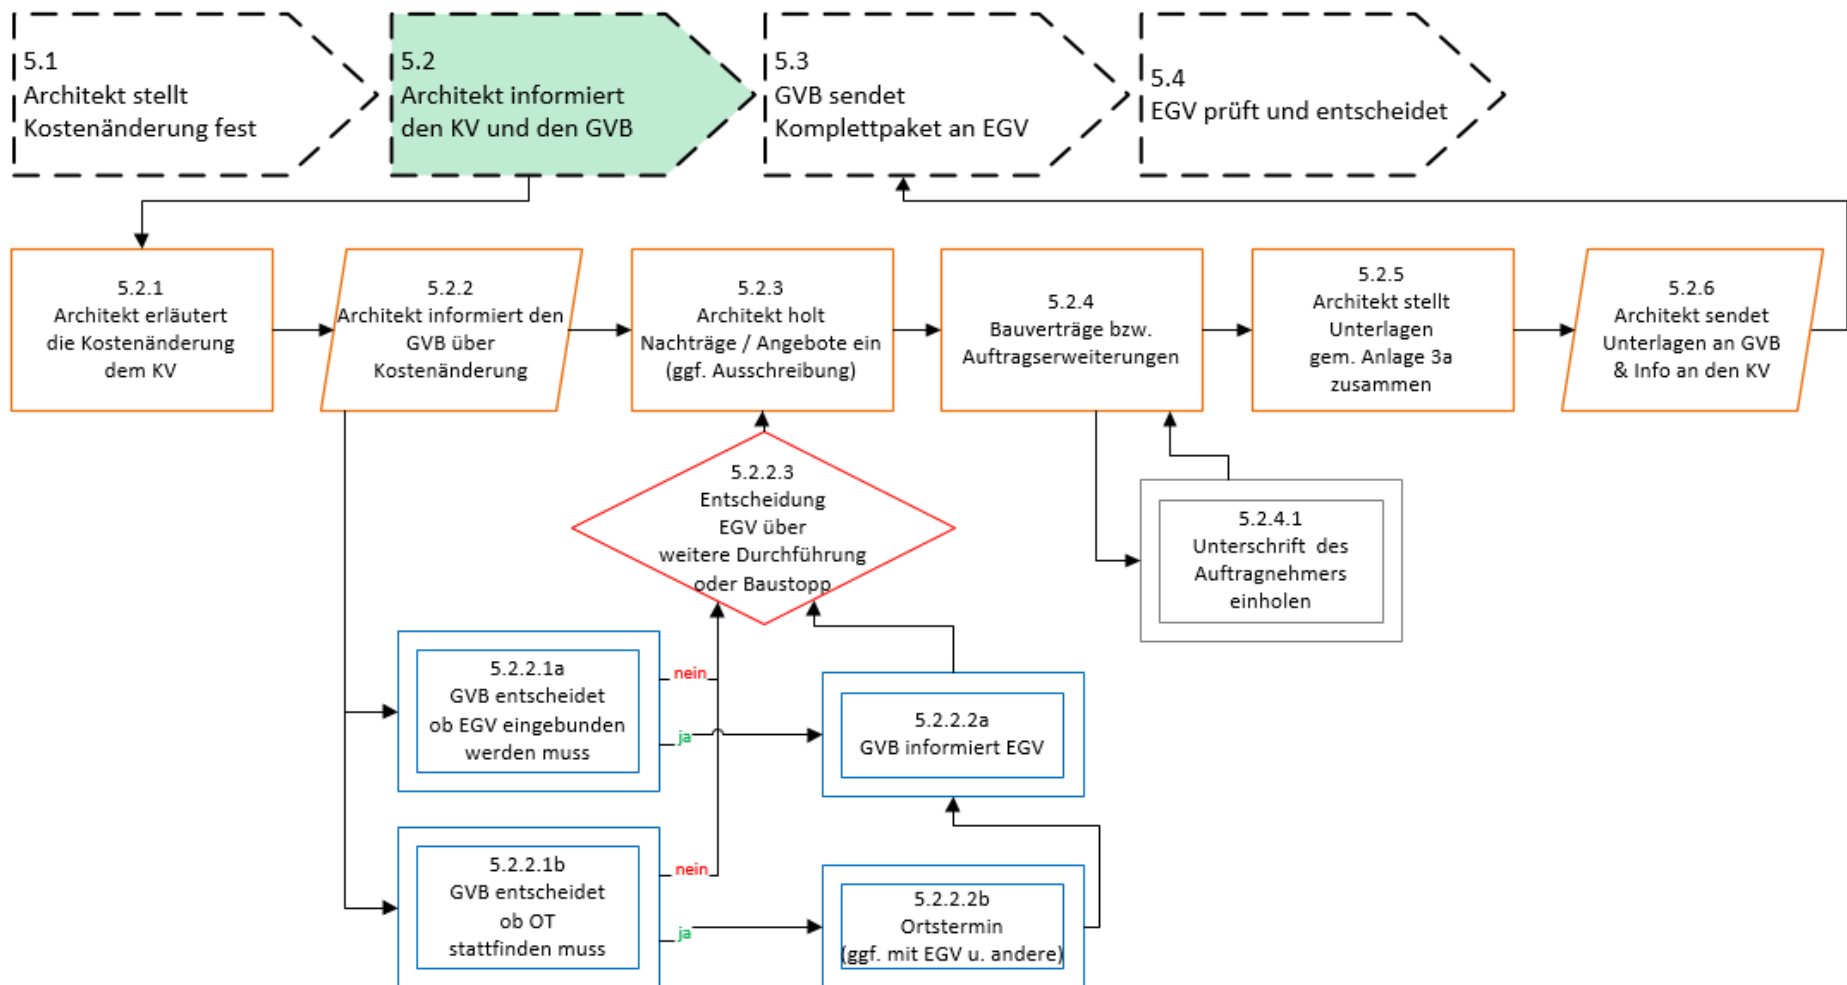 5.1
Architekt stellt
Kostenänderung fest
5.2
Architekt informiert
den KV und den GVB
5.3
GVB sendet
Komplettpaket an EGV
5.4
EGV prüft und entscheidet
5.2.1
Architekt erläutert
die Kostenänderung
dem KV
5.2.2
Architekt informiert den
GVB über
Kostenänderung
5.2.3
Architekt holt
Nachträge / Angebote ein
(ggf. Ausschreibung)
5.2.4
Bauverträge bzw.
Auftragserweiterungen
5.2.5
Architekt stellt
Unterlagen
gem. Anlage 3a
zusammen
5.2.6
Architekt sendet
Unterlagen an GVB
& Info an den KV
5.2.2.3
Entscheidung
EGV über
weitere Durchführung
oder Baustopp
5.2.4.1
Unterschrift des
Auftragnehmers
einholen
5.2.2.1a
GVB entscheidet
ob EGV eingebunden
werden muss
nein
ja
5.2.2.2a
GVB informiert EGV
5.2.2.1b
GVB entscheidet
ob OT
stattfinden muss
nein
ja
5.2.2.2b
Ortstermin
(ggf. mit EGV u. andere)